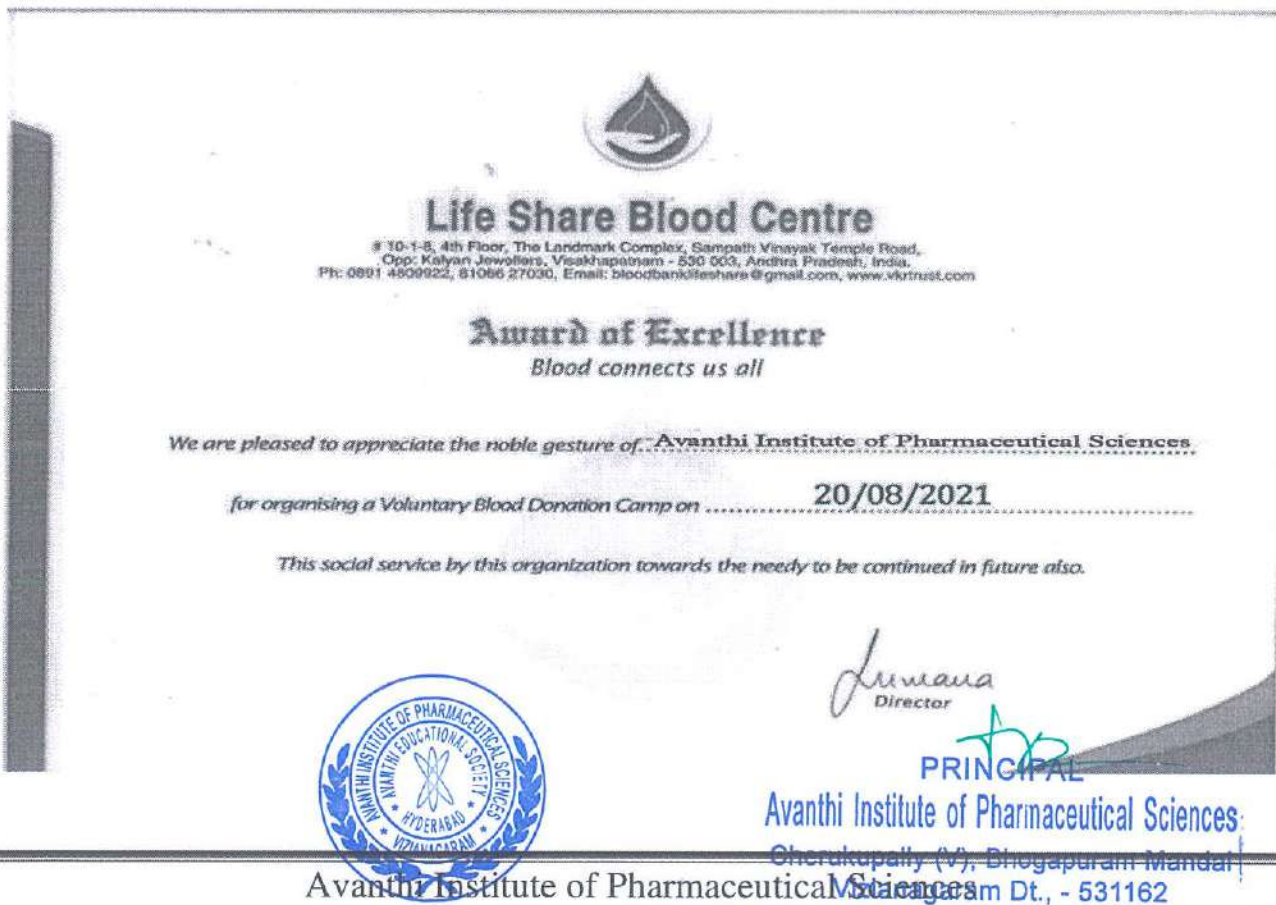 Life Share Blood Centre
# 10-1-8, 4th Floor, The Landmark Complex, Sampath Vinayak Temple Road,
Opp: Kalyan Jewellers, Visakhapatnam - 530 003, Andhra Pradesh, India.
Ph: 0891 4809922, 81066 27030, Email: bloodbanklifeshare@gmail.com, www.vkrtrust.com
Award of Excellence
Blood connects us all
We are pleased to appreciate the noble gesture of Avanthi Institute of Pharmaceutical Sciences
for organising a Voluntary Blood Donation Camp on 20/08/2021
This social service by this organization towards the needy to be continued in future also.
Director
AVANTHI INSTITUTE OF PHARMACEUTICAL SCIENCES
VIZIANAGARAM
AVANTHI EDUCATIONAL SOCIETY
HYDERABAD
PRINCIPAL
Avanthi Institute of Pharmaceutical Sciences
Cherukupally (V), Bhogapuram Mandal
Vizianagaram Dt., - 531162
Avanthi Institute of Pharmaceutical Sciences